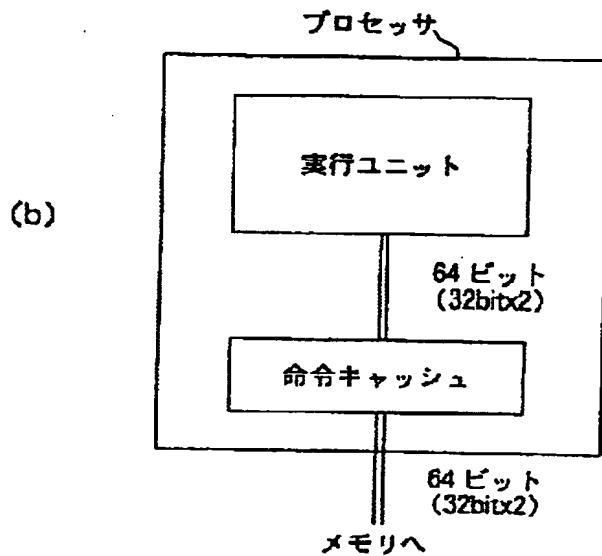 プロセッサ
実行ユニット
(b)
64 ビット
(32bitx2)
命令キャッシュ
64 ビット
(32bitx2)
メモリへ